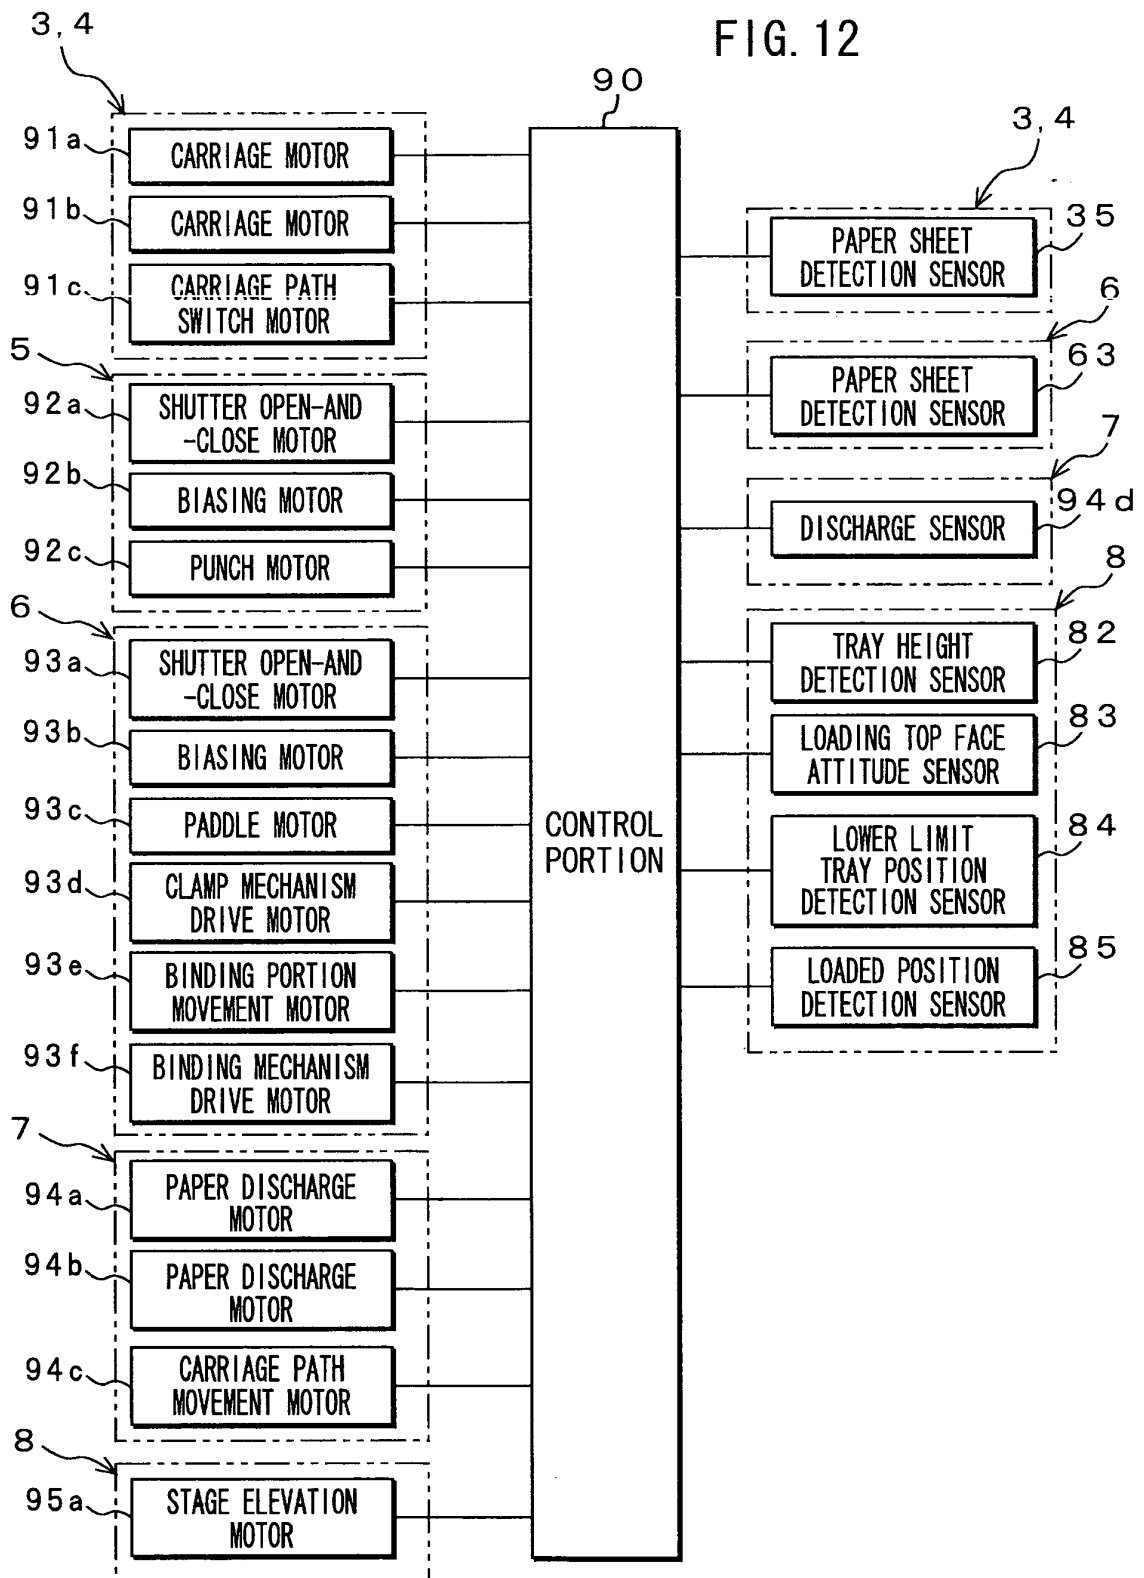 FIG. 12
3, 4
91a
CARRIAGE MOTOR
91b
CARRIAGE MOTOR
91c
CARRIAGE PATH
SWITCH MOTOR
5
92a
SHUTTER OPEN-AND
-CLOSE MOTOR
92b
BIASING MOTOR
92c
PUNCH MOTOR
6
93a
SHUTTER OPEN-AND
-CLOSE MOTOR
93b
BIASING MOTOR
93c
PADDLE MOTOR
93d
CLAMP MECHANISM
DRIVE MOTOR
93e
BINDING PORTION
MOVEMENT MOTOR
93f
BINDING MECHANISM
DRIVE MOTOR
7
94a
PAPER DISCHARGE
MOTOR
94b
PAPER DISCHARGE
MOTOR
94c
CARRIAGE PATH
MOVEMENT MOTOR
8
95a
STAGE ELEVATION
MOTOR
90
CONTROL
PORTION
3, 4
35
PAPER SHEET
DETECTION SENSOR
6
63
PAPER SHEET
DETECTION SENSOR
7
94d
DISCHARGE SENSOR
8
82
TRAY HEIGHT
DETECTION SENSOR
83
LOADING TOP FACE
ATTITUDE SENSOR
84
LOWER LIMIT
TRAY POSITION
DETECTION SENSOR
85
LOADED POSITION
DETECTION SENSOR